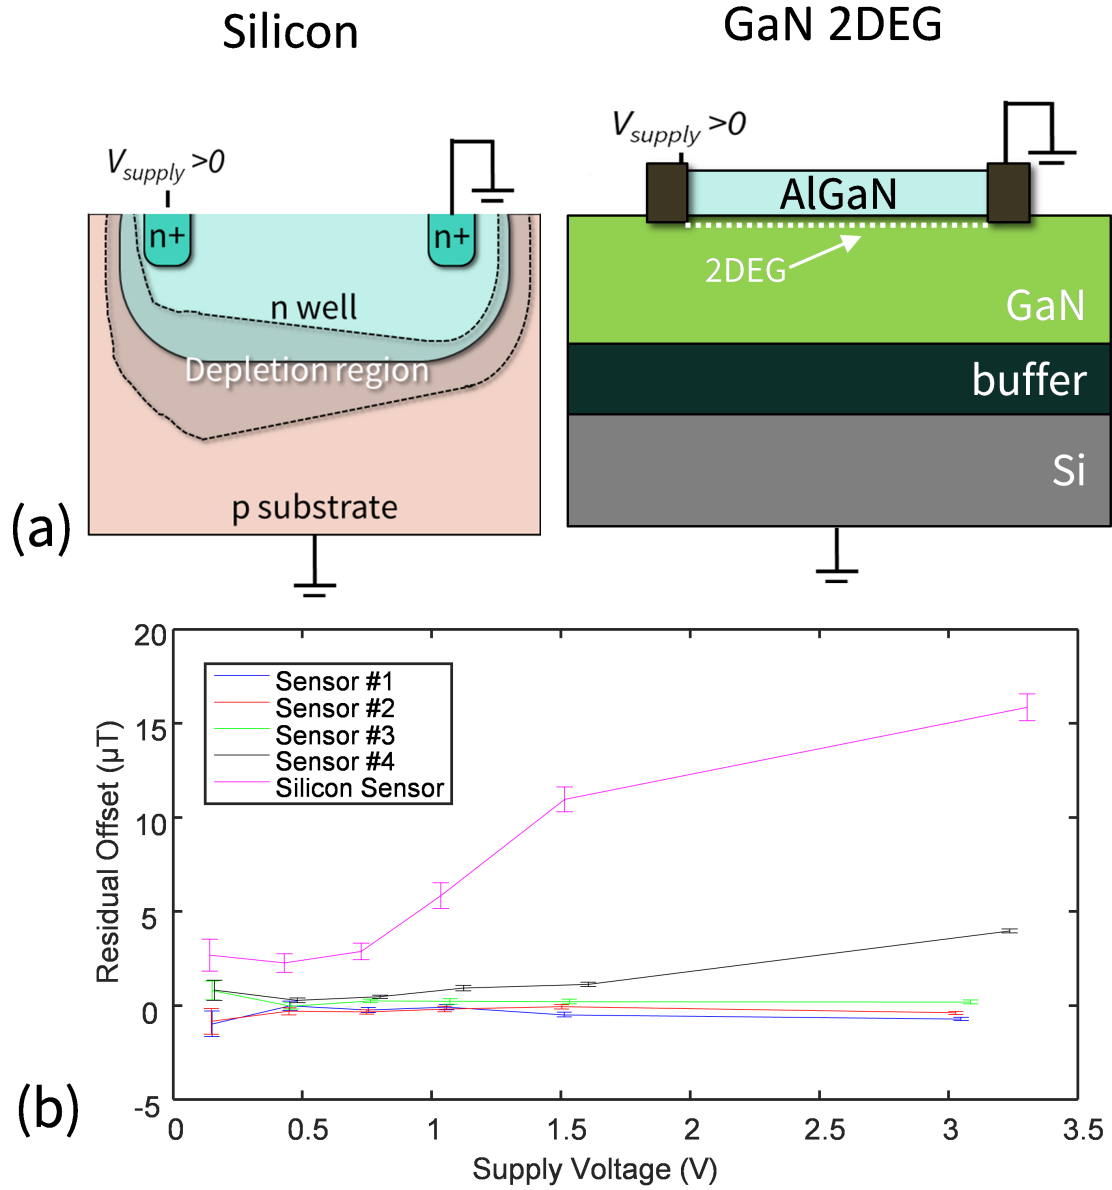 Silicon
GaN 2DEG
Vsupply >0
Vsupply >0
n+
n+
n well
Depletion region
p substrate
AlGaN
2DEG
GaN
buffer
Si
(a)
20
15
10
5
0
-5
Residual Offset (µT)
Sensor #1
Sensor #2
Sensor #3
Sensor #4
Silicon Sensor
0 0.5 1 1.5 2 2.5 3 3.5
Supply Voltage (V)
(b)